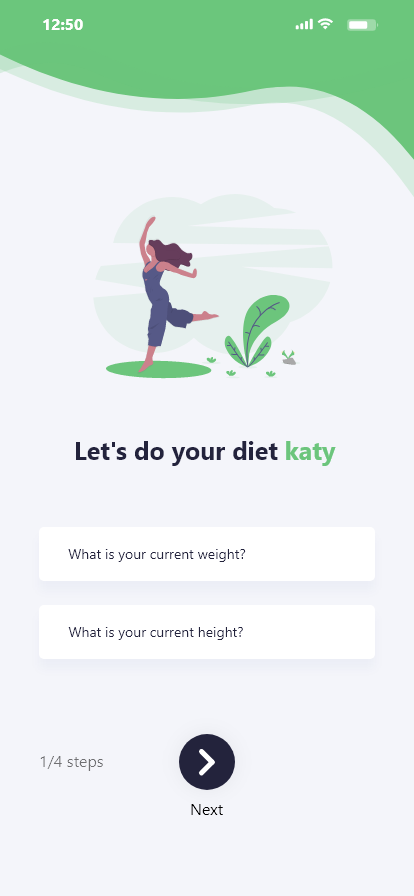 12:50
Let's do your diet katy
What is your current weight?
What is your current height?
1/4 steps
Next